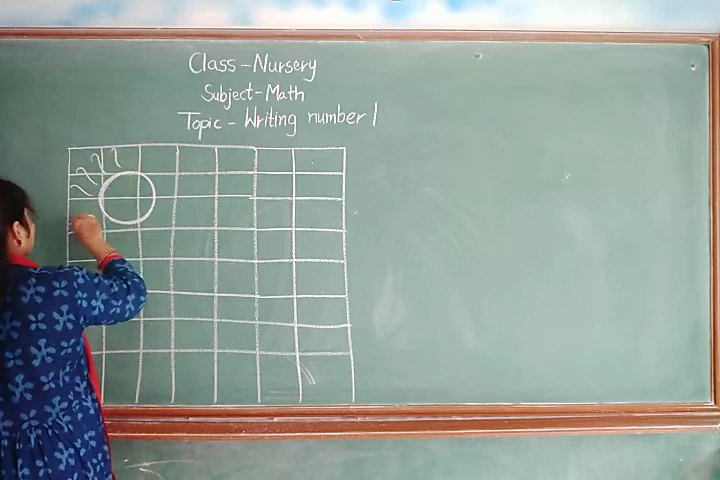 Class - Nursery
Subject - Math
Topic - Writing number 1